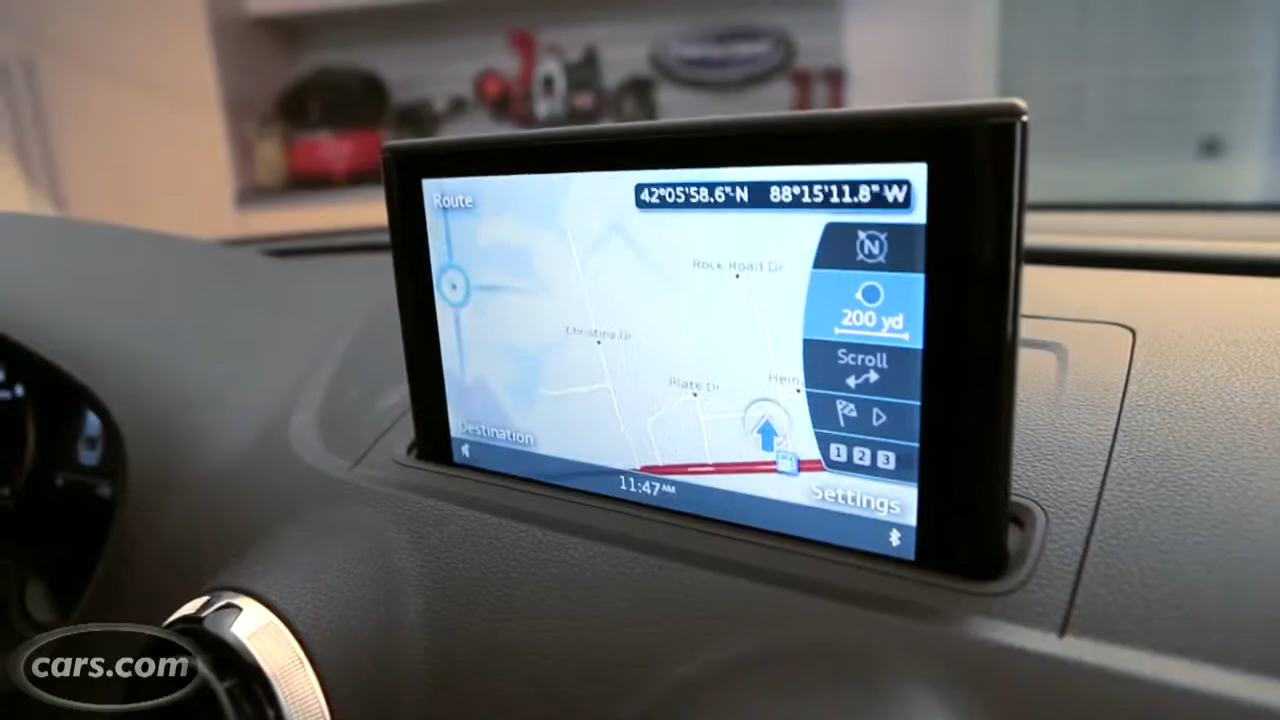 Route
42°05'58.6"N 88°15'11.8"W
N
Rock Road Dr
200 yd
Christina Dr
Scroll
Plate Dr
Hein
Destination
1 2 3
11:47AM
Settings
cars.com